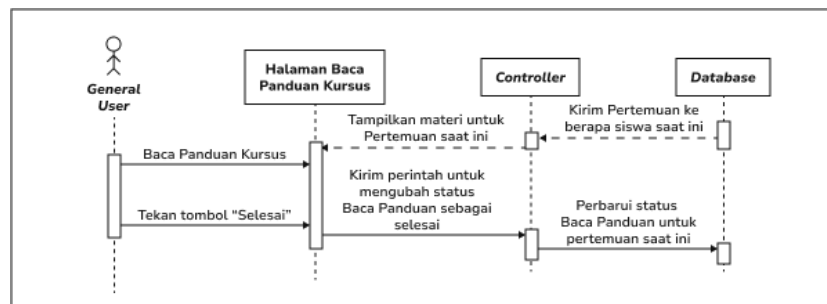 General
User
Halaman Baca
Panduan Kursus
Controller
Database
Tampilkan materi untuk
Pertemuan saat ini
Kirim Pertemuan ke
berapa siswa saat ini
Baca Panduan Kursus
Kirim perintah untuk
mengubah status
Baca Panduan sebagai
selesai
Tekan tombol “Selesai”
Perbarui status
Baca Panduan untuk
pertemuan saat ini